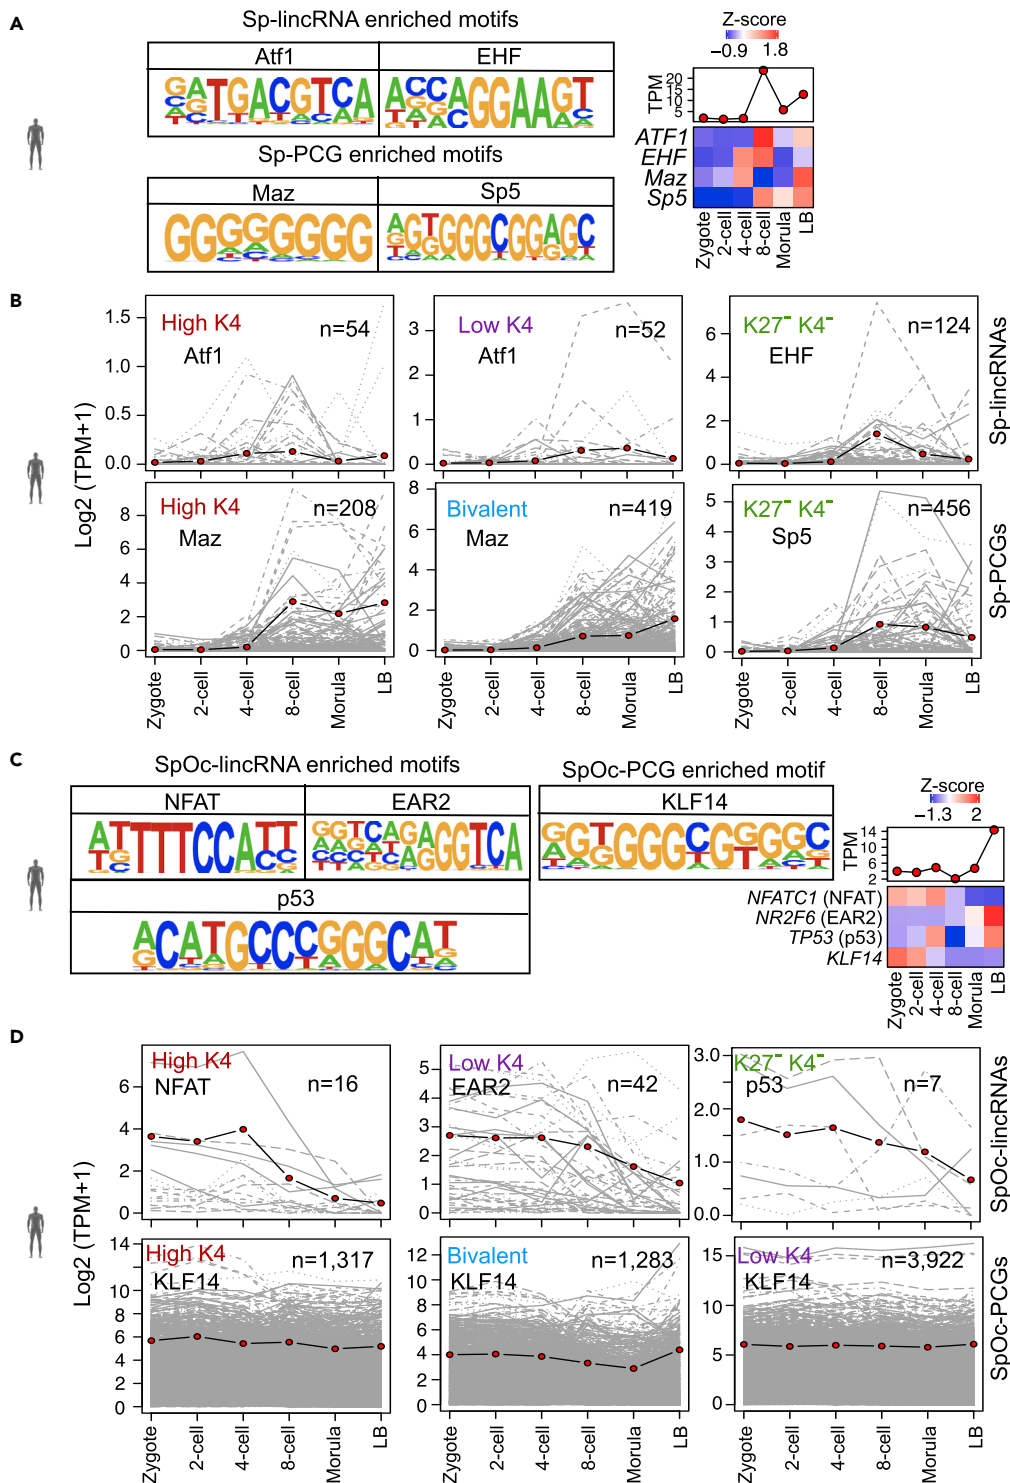 A
Sp-lincRNA enriched motifs
Atf1
EHF
Sp-PCG enriched motifs
Maz
Sp5
Z-score
−0.9 1.8
TPM
20
15
10
5
ATF1
EHF
Maz
Sp5
Zygote
2-cell
4-cell
8-cell
Morula
LB
B
Log2 (TPM+1)
1.5
1.0
0.5
0.0
High K4
Atf1
n=54
3
2
1
0
Low K4
Atf1
n=52
6
4
2
0
K27⁻ K4⁻
EHF
n=124
Sp-lincRNAs
8
6
4
2
0
High K4
Maz
n=208
8
6
4
2
0
Bivalent
Maz
n=419
5
4
3
2
1
0
K27⁻ K4⁻
Sp5
n=456
Sp-PCGs
Zygote
2-cell
4-cell
8-cell
Morula
LB
Zygote
2-cell
4-cell
8-cell
Morula
LB
Zygote
2-cell
4-cell
8-cell
Morula
LB
C
SpOc-lincRNA enriched motifs
NFAT
EAR2
p53
SpOc-PCG enriched motif
KLF14
Z-score
−1.3 2
TPM
14
10
6
4
2
NFATC1 (NFAT)
NR2F6 (EAR2)
TP53 (p53)
KLF14
Zygote
2-cell
4-cell
8-cell
Morula
LB
D
Log2 (TPM+1)
6
4
2
0
High K4
NFAT
n=16
5
4
3
2
1
0
Low K4
EAR2
n=42
3.0
2.0
1.0
0.0
K27⁻ K4⁻
p53
n=7
SpOc-lincRNAs
14
12
10
8
6
4
2
0
High K4
KLF14
n=1,317
12
10
8
6
4
2
0
Bivalent
KLF14
n=1,283
15
10
5
0
Low K4
KLF14
n=3,922
SpOc-PCGs
Zygote
2-cell
4-cell
8-cell
Morula
LB
Zygote
2-cell
4-cell
8-cell
Morula
LB
Zygote
2-cell
4-cell
8-cell
Morula
LB